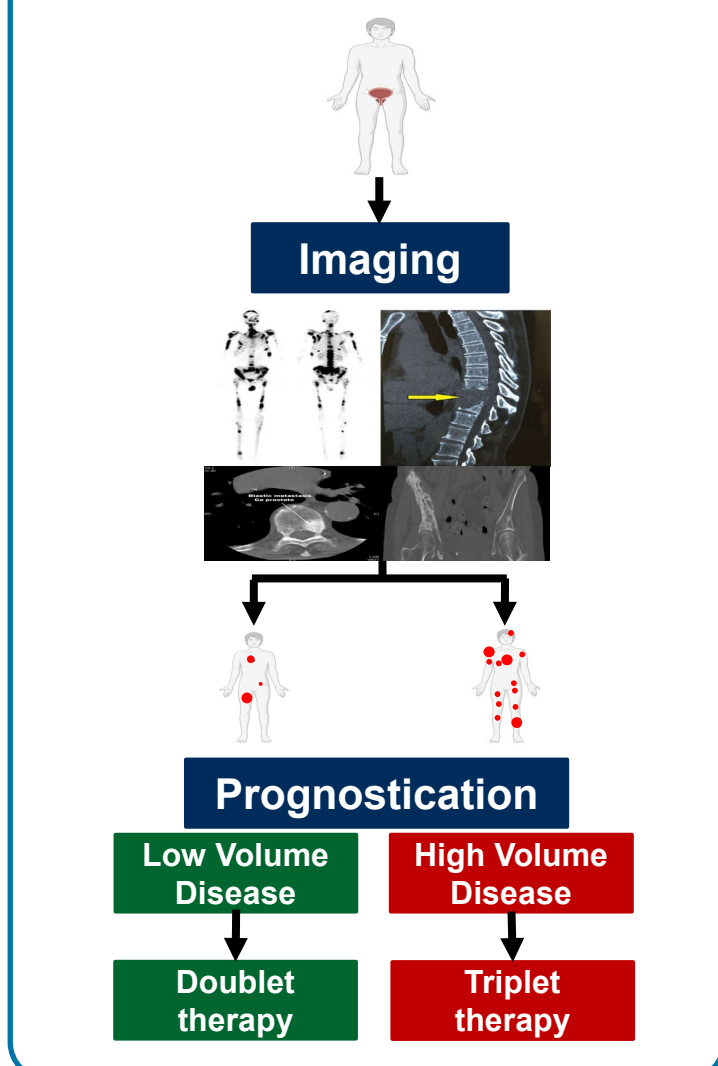 Imaging
Blastic metastasis
Ca prostate
Prognostication
Low Volume
Disease
High Volume
Disease
Doublet
therapy
Triplet
therapy